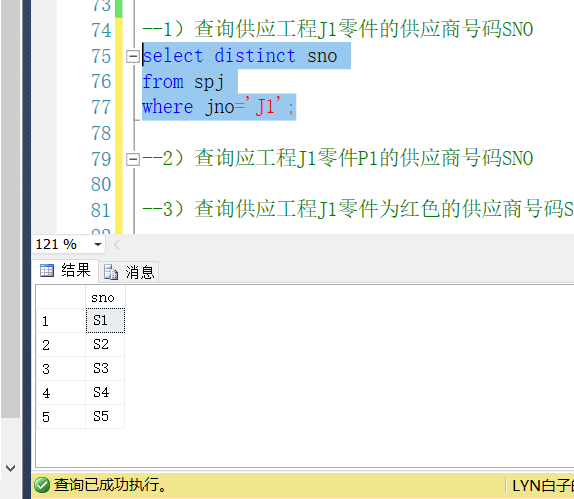 73
74 --1）查询供应工程J1零件的供应商号码SNO
75 select distinct sno
76 from spj
77 where jno='J1';
78
79 --2）查询应工程J1零件P1的供应商号码SNO
80
81 --3）查询供应工程J1零件为红色的供应商号码S
121 %
结果 消息
sno
1 S1
2 S2
3 S3
4 S4
5 S5
查询已成功执行。 LYN白子的